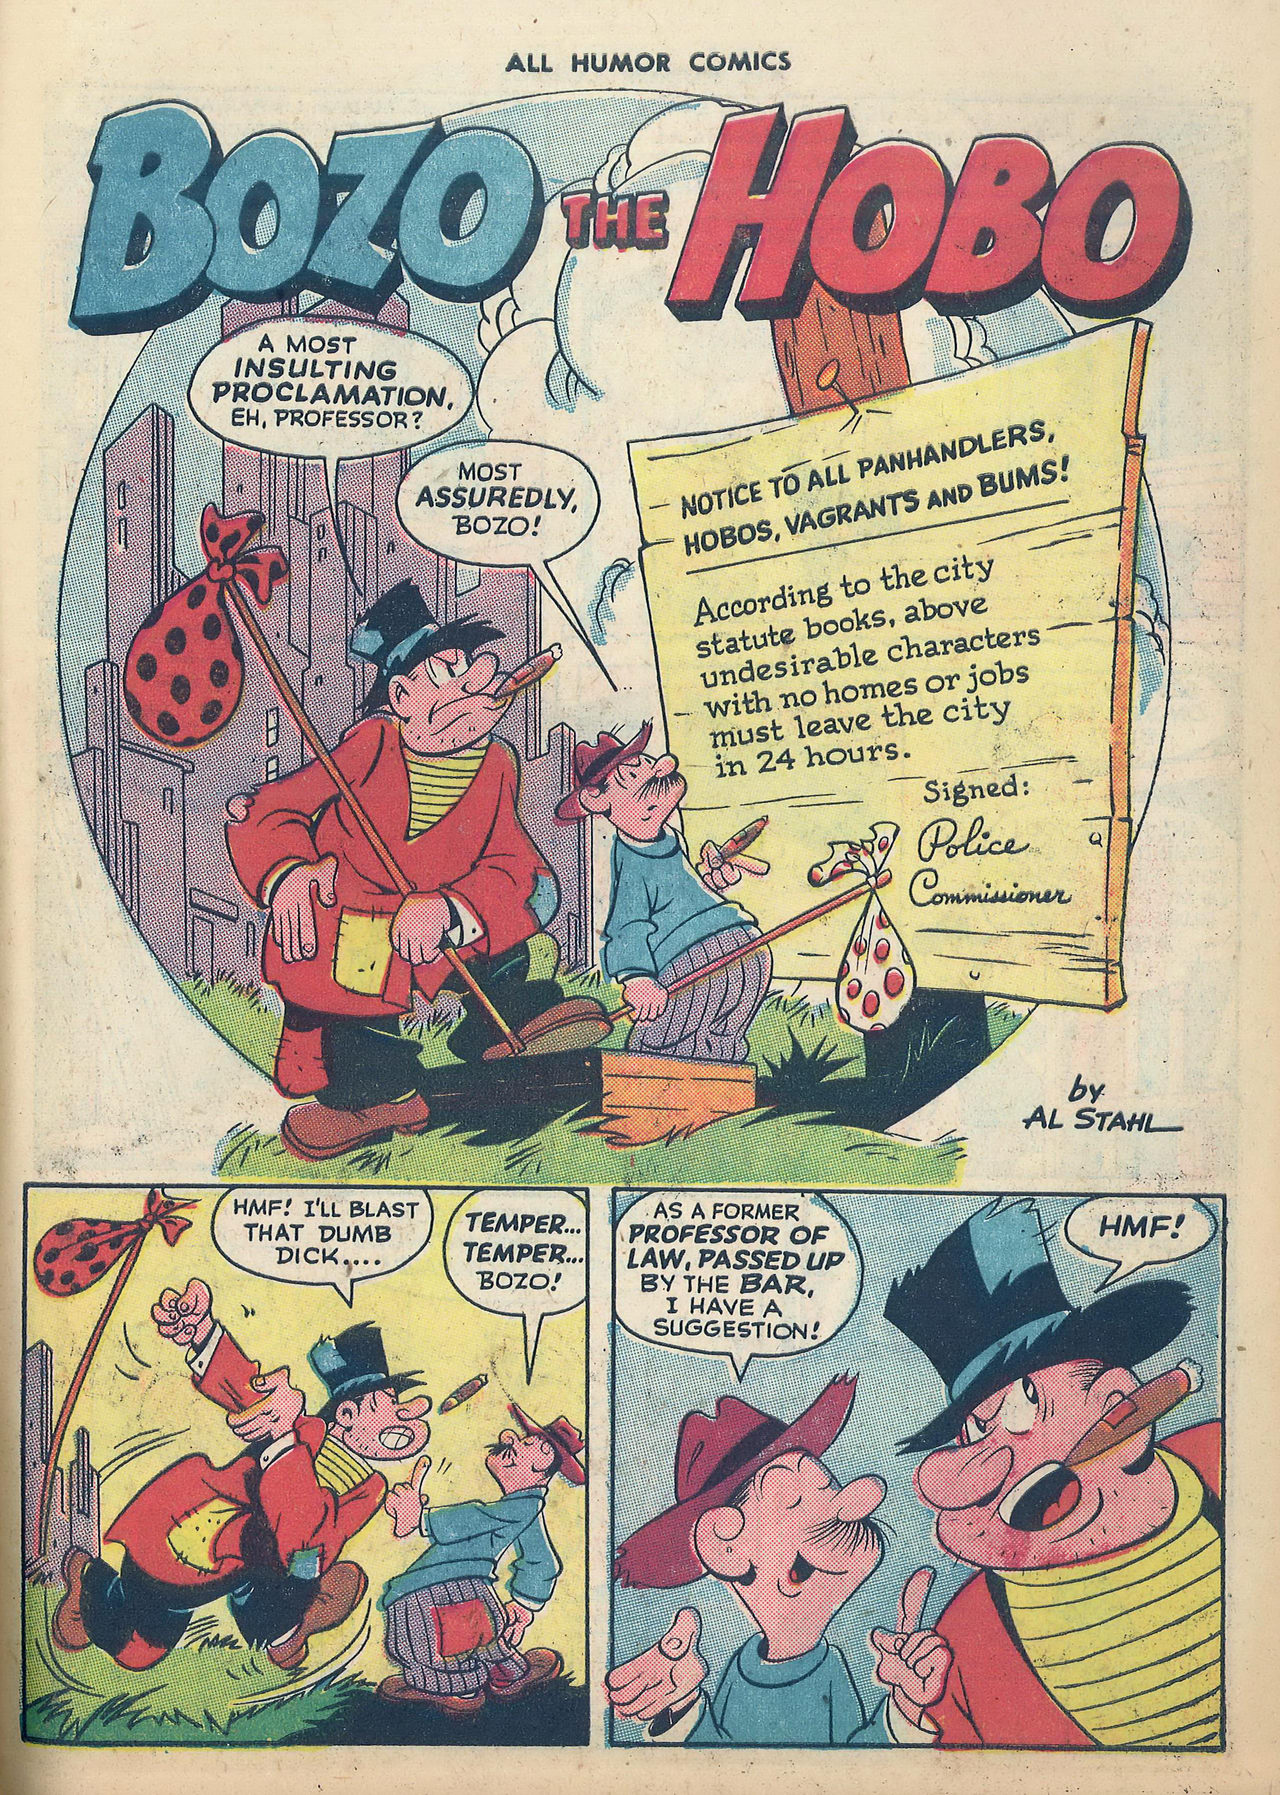 ALL HUMOR COMICS
BOZO THE HOBO
A MOST
INSULTING
PROCLAMATION,
EH, PROFESSOR?
MOST
ASSUREDLY,
BOZO!
NOTICE TO ALL PANHANDLERS,
HOBOS, VAGRANTS AND BUMS!
According to the city
statute books, above
undesirable characters
with no homes or jobs
must leave the city
in 24 hours.
Signed:
Police
Commissioner
by
AL STAHL
HMF! I'LL BLAST
THAT DUMB
DICK....
TEMPER...
TEMPER...
BOZO!
AS A FORMER
PROFESSOR OF
LAW, PASSED UP
BY THE BAR,
I HAVE A
SUGGESTION!
HMF!